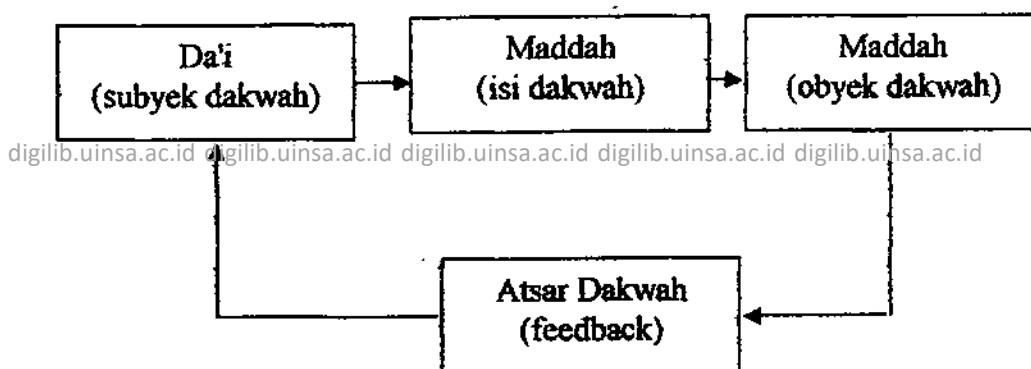 Da'i
(subyek dakwah)
Maddah
(isi dakwah)
Maddah
(obyek dakwah)
digilib.uinsa.ac.id digilib.uinsa.ac.id digilib.uinsa.ac.id digilib.uinsa.ac.id digilib.uinsa.ac.id
Atsar Dakwah
(feedback)